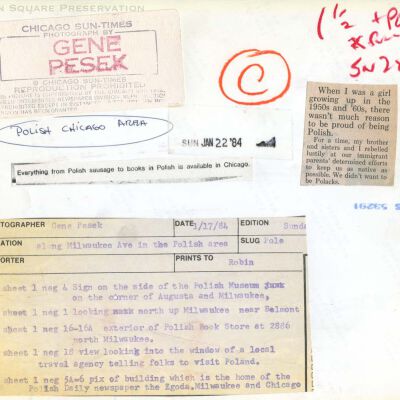 N SQUARE PRESERVATION
CHICAGO SUN-TIMES
PHOTOGRAPH BY
GENE
PESEK
© CHICAGO SUN-TIMES
REPRODUCTION PROHIBITED
1 1/2
C
SUN JAN 22 '84
POLISH CHICAGO AREA
Everything from Polish sausage to books in Polish is available in Chicago.
When I was a girl
growing up in the
1950s and '60s, there
wasn't much reason
to be proud of being
Polish.
For a time, my brother
and sisters and I rebelled
lustily at our immigrant
parents' determined efforts
to keep us as native as
possible. We didn't want to
be Polacks.
TOGRAPHER Gene Pesek DATE 1/17/84 EDITION Sunda
ATION along Milwaukee Ave in the Polish area SLUG Pole
ORTER PRINTS TO Robin
sheet 1 neg 4 Sign on the side of the Polish Museum
on the corner of Augusta and Milwaukee,
sheet 1 neg 1 looking north up Milwaukee near Belmont
sheet 1 neg 16-16A exterior of Polish Book Store at 2886
north Milwaukee.
sheet 1 neg 18 view looking into the window of a local
travel agency telling folks to visit Poland.
sheet 1 neg 5A-6 pix of building which is the home of the
Polish Daily newspaper the Zgoda, Milwaukee and Chicago